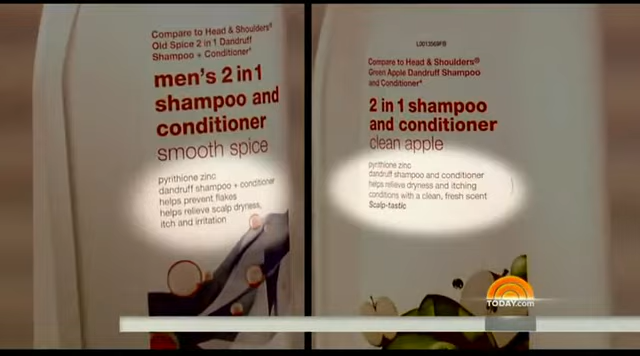 Compare to Head & Shoulders®
Old Spice 2 in 1 Dandruff
Shampoo + Conditioner*
men's 2 in 1
shampoo and
conditioner
smooth spice
pyrithione zinc
dandruff shampoo + conditioner
helps prevent flakes
helps relieve scalp dryness,
itch and irritation
Compare to Head & Shoulders®
Green Apple Dandruff Shampoo
and Conditioner*
2 in 1 shampoo
and conditioner
clean apple
pyrithione zinc
dandruff shampoo and conditioner
helps relieve dryness and itching
conditions with a clean, fresh scent
Scalp-tastic
TODAY.com